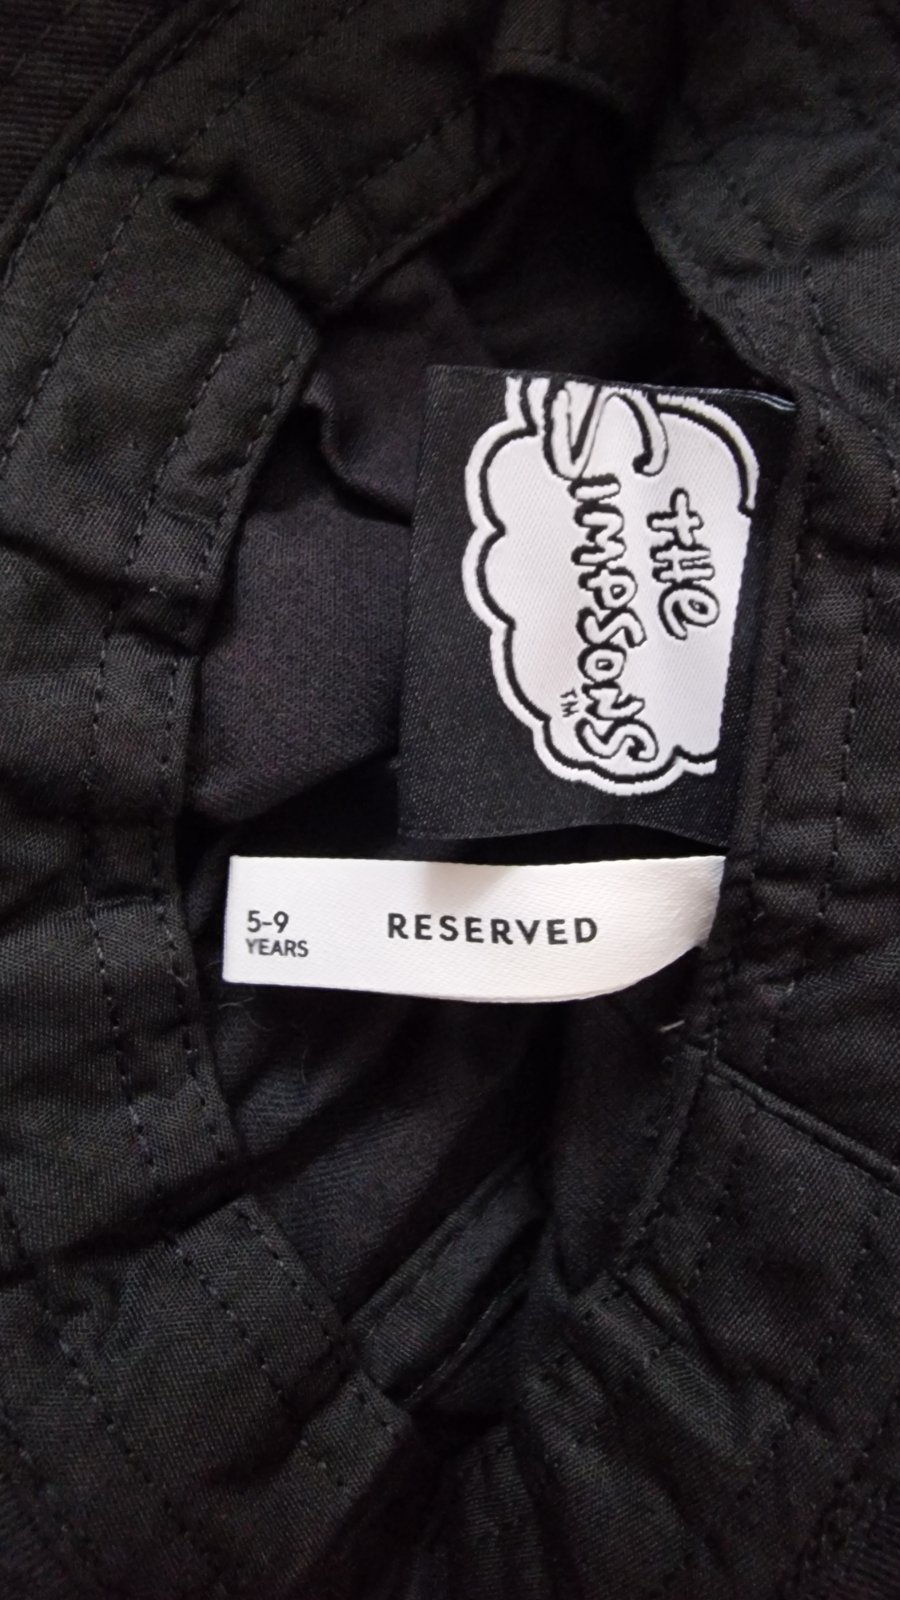 THE
SIMPSONS
TM
5-9
YEARS
RESERVED